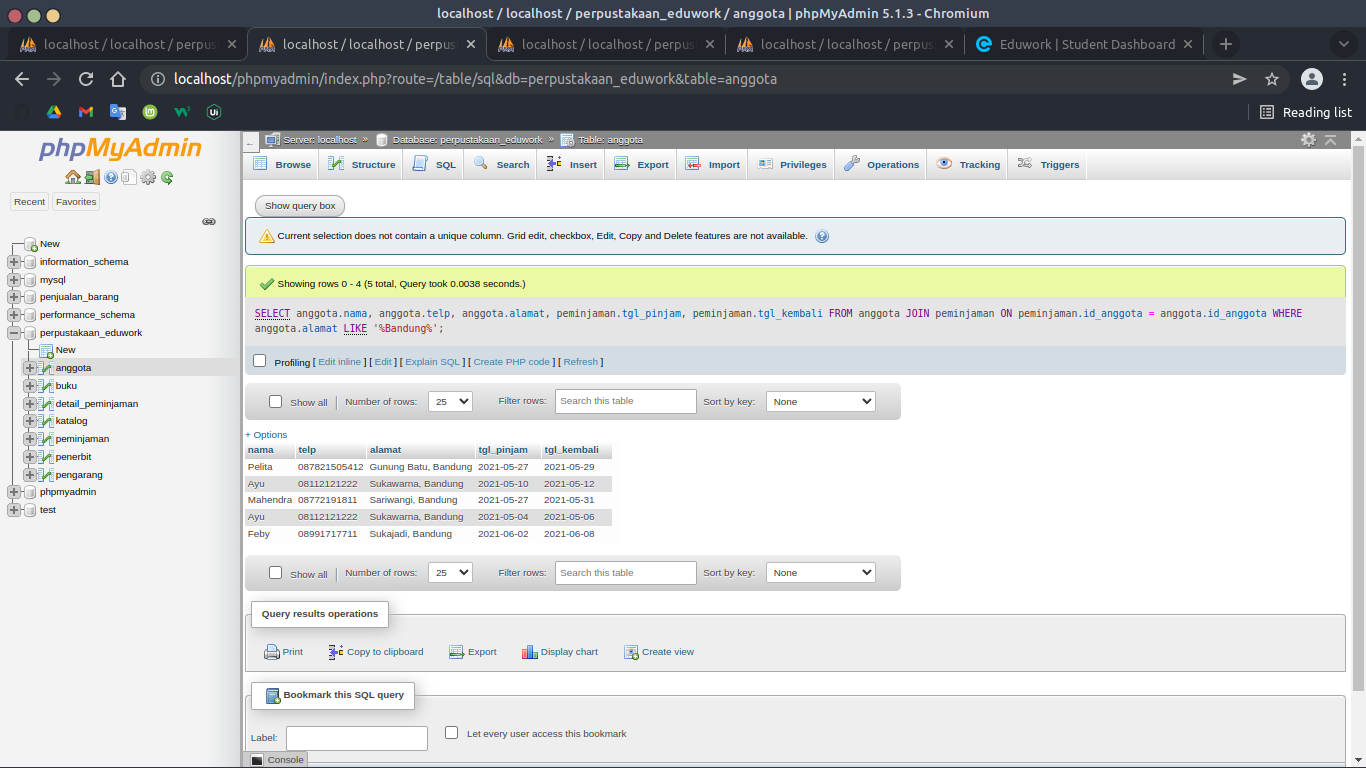 localhost / localhost / perpustakaan_eduwork / anggota | phpMyAdmin 5.1.3 - Chromium
localhost / localhost / perpus
localhost / localhost / perpus
localhost / localhost / perpus
localhost / localhost / perpus
Eduwork | Student Dashboard
localhost/phpmyadmin/index.php?route=/table/sql&db=perpustakaan_eduwork&table=anggota
Reading list
phpMyAdmin
Recent
Favorites
New
information_schema
mysql
penjualan_barang
performance_schema
perpustakaan_eduwork
New
anggota
buku
detail_peminjaman
katalog
peminjaman
penerbit
pengarang
phpmyadmin
test
Server: localhost » Database: perpustakaan_eduwork » Table: anggota
Browse Structure SQL Search Insert Export Import Privileges Operations Tracking Triggers
Show query box
Current selection does not contain a unique column. Grid edit, checkbox, Edit, Copy and Delete features are not available.
Showing rows 0 - 4 (5 total, Query took 0.0038 seconds.)
SELECT anggota.nama, anggota.telp, anggota.alamat, peminjaman.tgl_pinjam, peminjaman.tgl_kembali FROM anggota JOIN peminjaman ON peminjaman.id_anggota = anggota.id_anggota WHERE
anggota.alamat LIKE '%Bandung%';
Profiling [ Edit inline ] [ Edit ] [ Explain SQL ] [ Create PHP code ] [ Refresh ]
Show all | Number of rows: 25 Filter rows: Search this table Sort by key: None
+ Options
nama telp alamat tgl_pinjam tgl_kembali
Pelita 087821505412 Gunung Batu, Bandung 2021-05-27 2021-05-29
Ayu 08112121222 Sukawarna, Bandung 2021-05-10 2021-05-12
Mahendra 08772191811 Sariwangi, Bandung 2021-05-27 2021-05-31
Ayu 08112121222 Sukawarna, Bandung 2021-05-04 2021-05-06
Feby 08991717711 Sukajadi, Bandung 2021-06-02 2021-06-08
Show all | Number of rows: 25 Filter rows: Search this table Sort by key: None
Query results operations
Print Copy to clipboard Export Display chart Create view
Bookmark this SQL query
Label: Let every user access this bookmark
Console